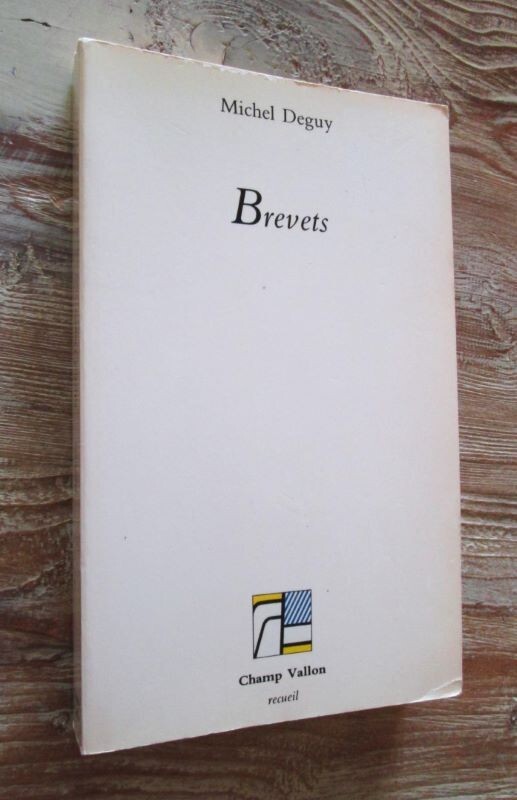 Michel Deguy
Brevets
Champ Vallon
recueil